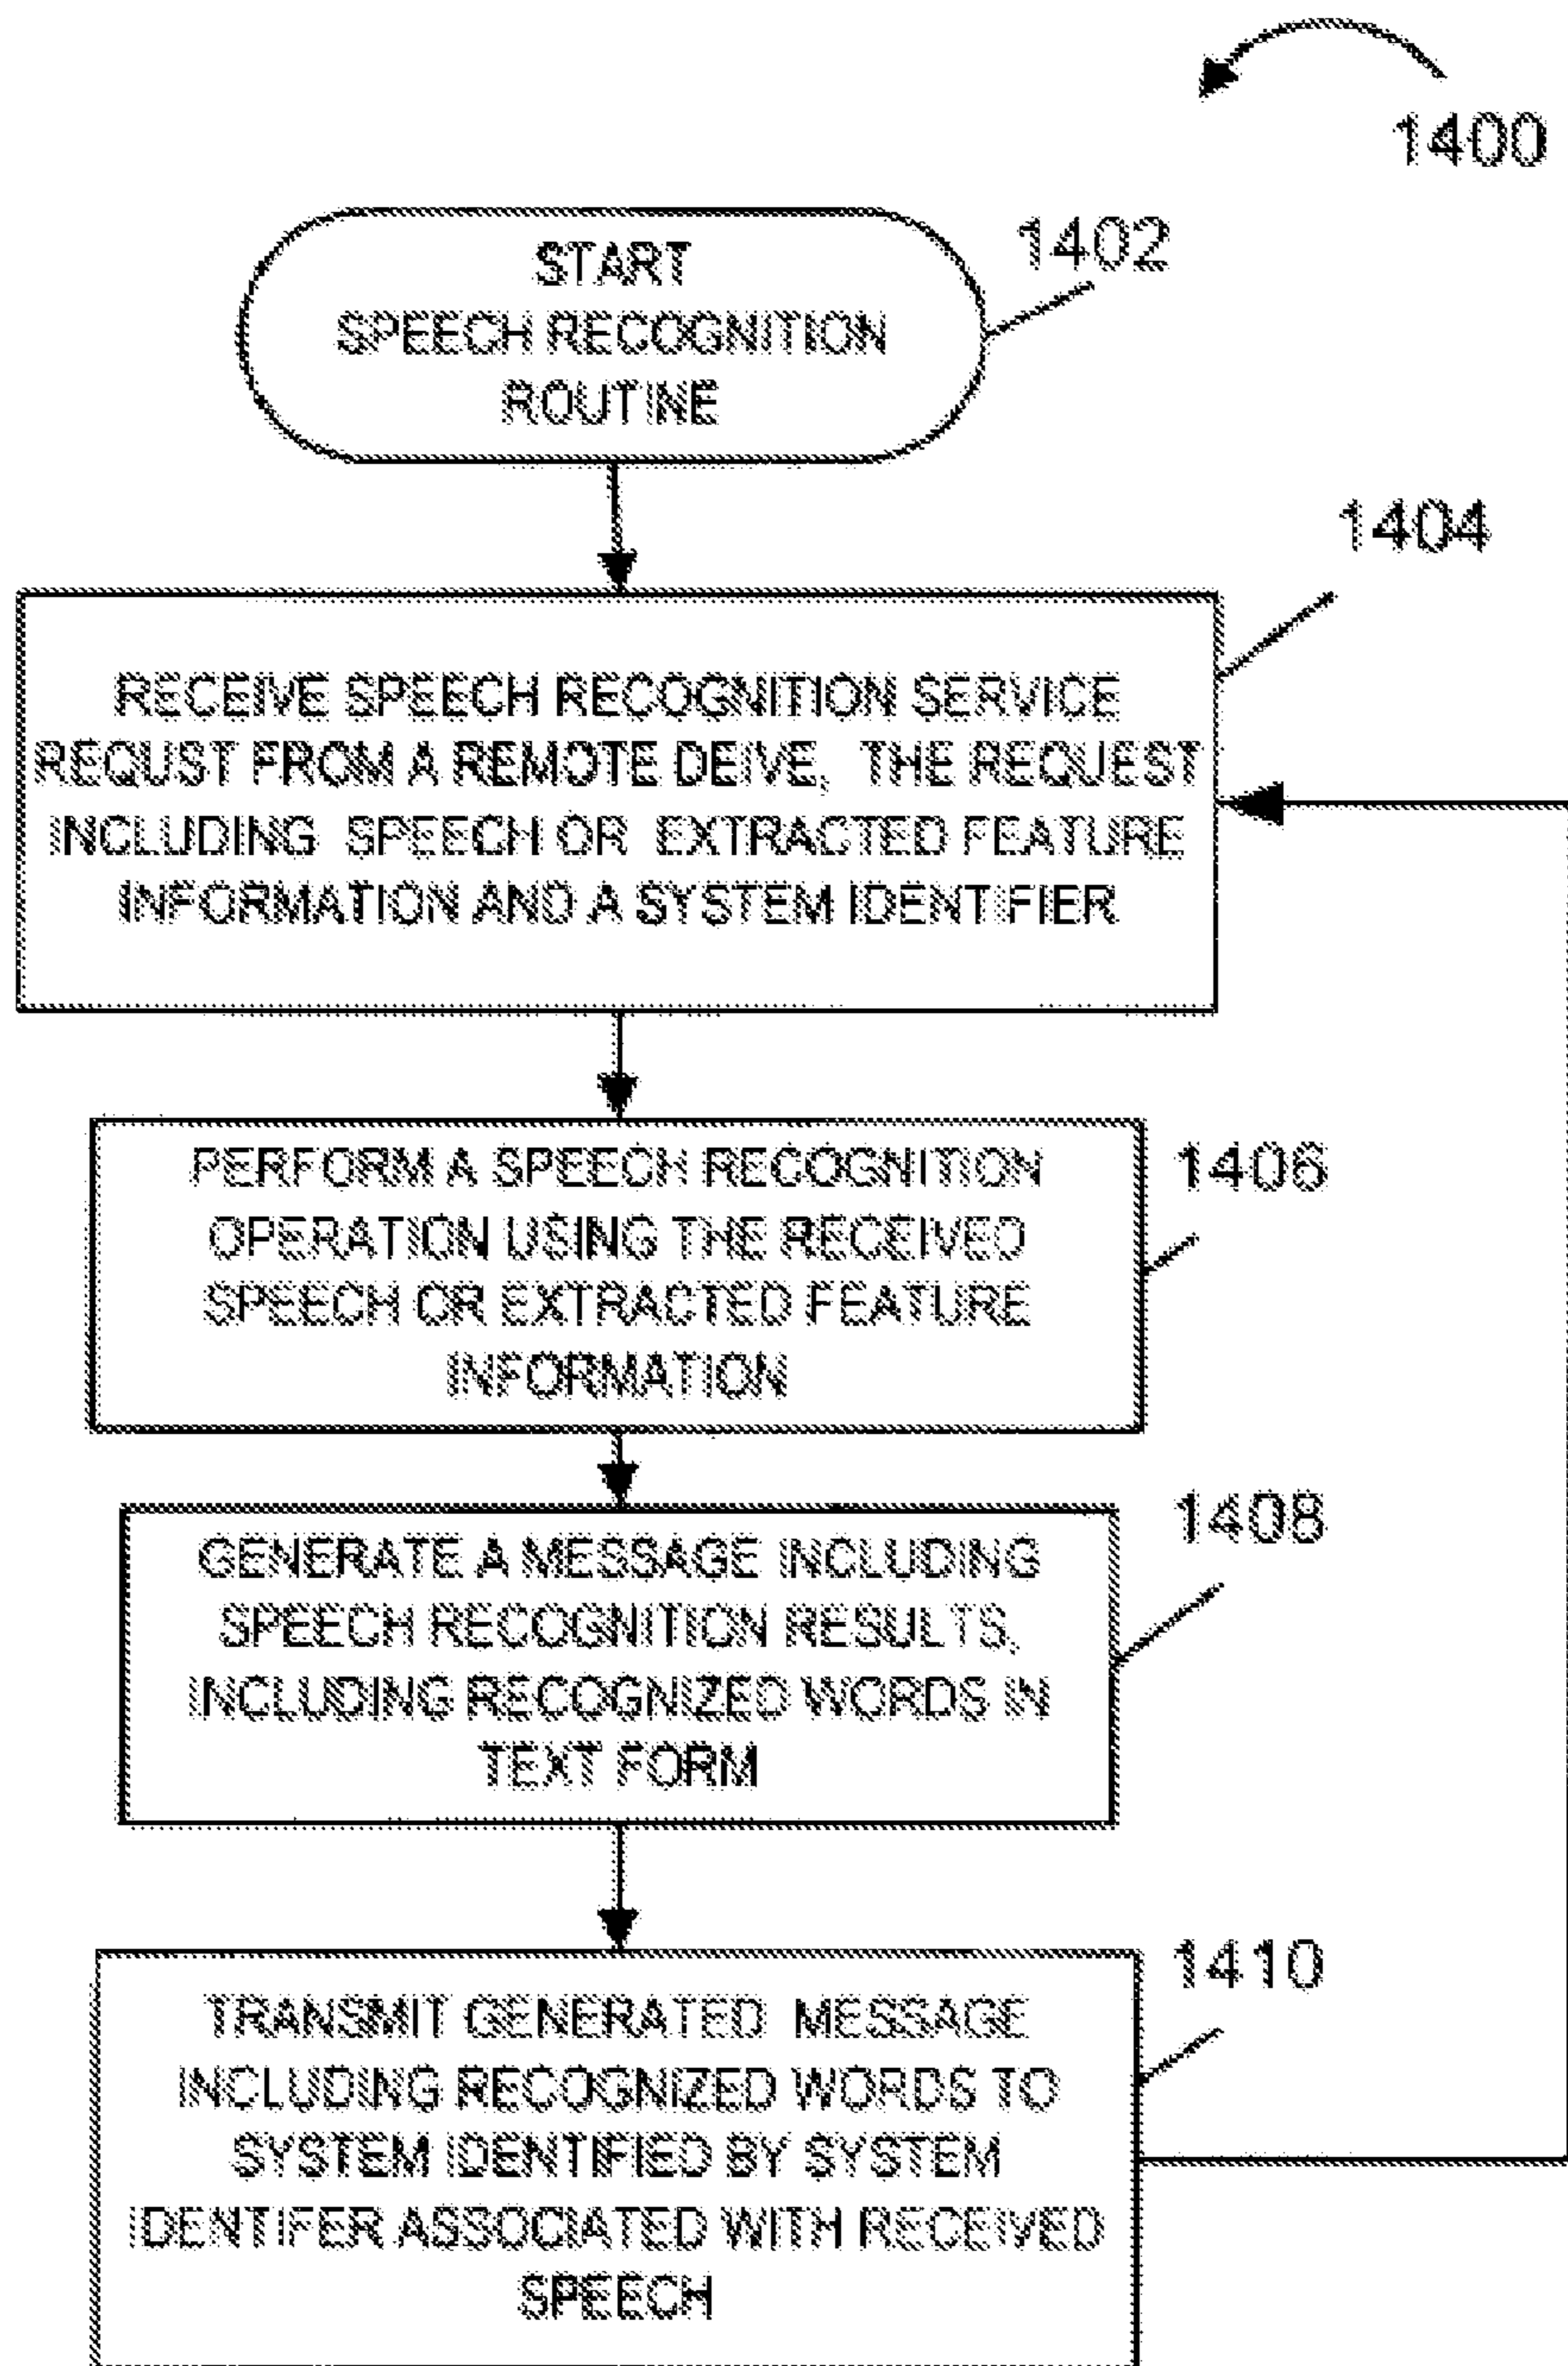 1400
START
SPEECH RECOGNITION
ROUTINE
1402
1404
RECEIVE SPEECH RECOGNITION SERVICE
REQUST FROM A REMOTE DEIVE, THE REQUEST
INCLUDING SPEECH OR EXTRACTED FEATURE
INFORMATION AND A SYSTEM IDENTIFIER
PERFORM A SPEECH RECOGNITION
OPERATION USING THE RECEIVED
SPEECH OR EXTRACTED FEATURE
INFORMATION
1406
GENERATE A MESSAGE INCLUDING
SPEECH RECOGNITION RESULTS,
INCLUDING RECOGNIZED WORDS IN
TEXT FORM
1408
TRANSMIT GENERATED MESSAGE
INCLUDING RECOGNIZED WORDS TO
SYSTEM IDENTIFIED BY SYSTEM
IDENTIFER ASSOCIATED WITH RECEIVED
SPEECH
1410